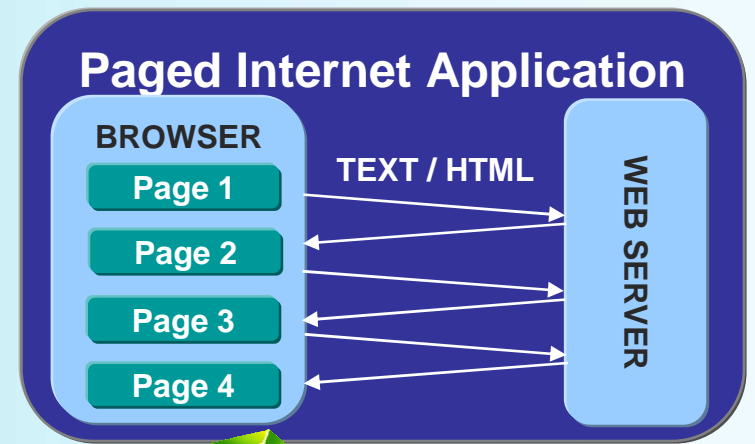 Paged Internet Application
BROWSER
TEXT / HTML
Page 1
Page 2
Page 3
Page 4
WEB SERVER